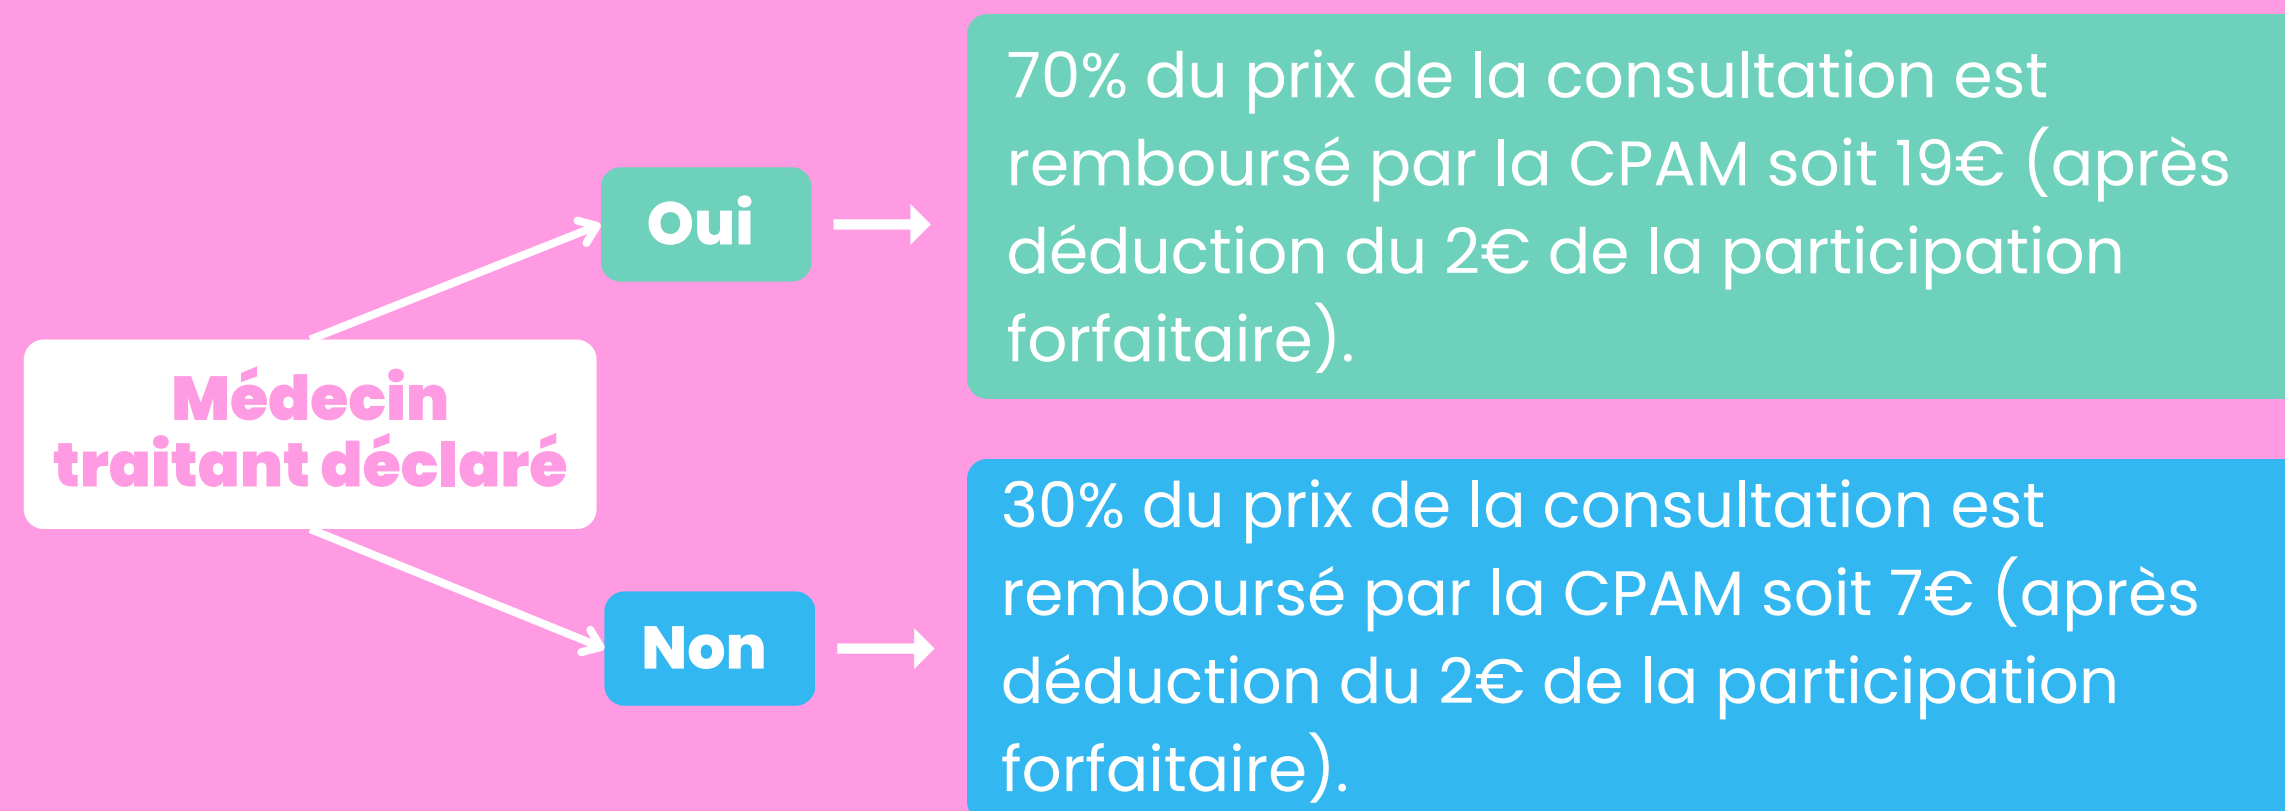 Médecin
traitant déclaré
Oui
70% du prix de la consultation est
remboursé par la CPAM soit 19€ (après
déduction du 2€ de la participation
forfaitaire).
Non
30% du prix de la consultation est
remboursé par la CPAM soit 7€ (après
déduction du 2€ de la participation
forfaitaire).